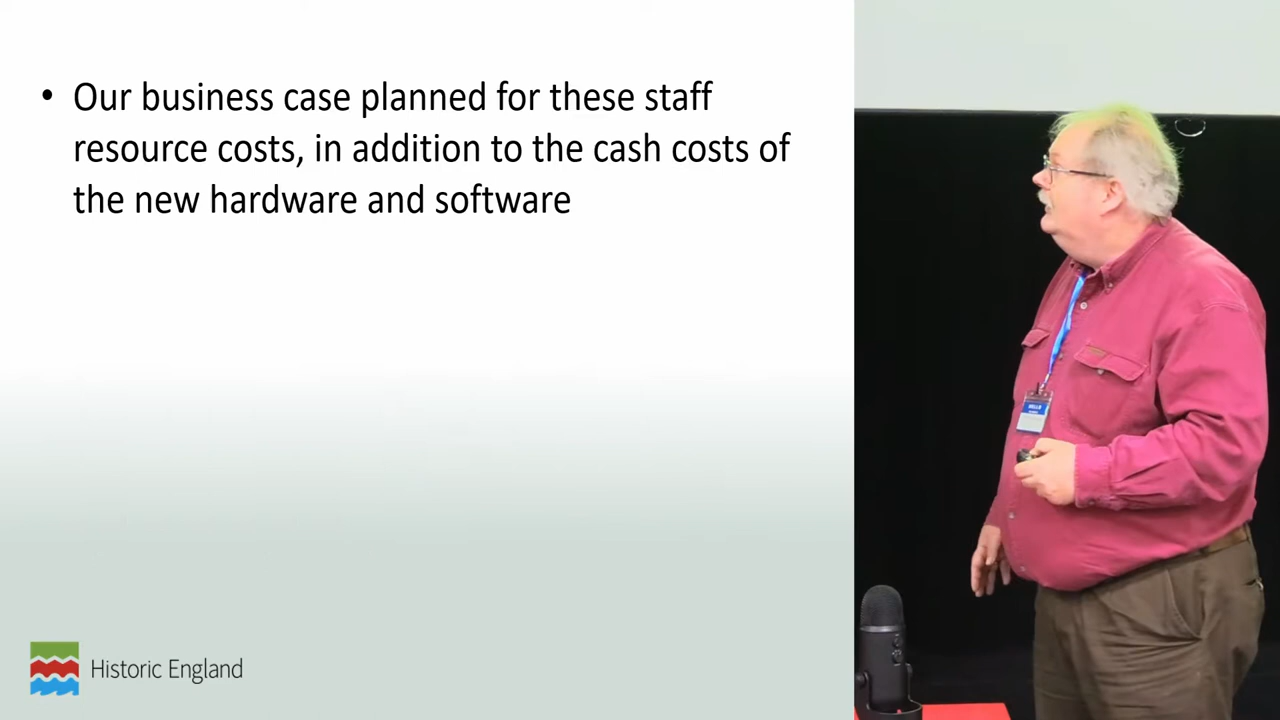 • Our business case planned for these staff
resource costs, in addition to the cash costs of
the new hardware and software
Historic England